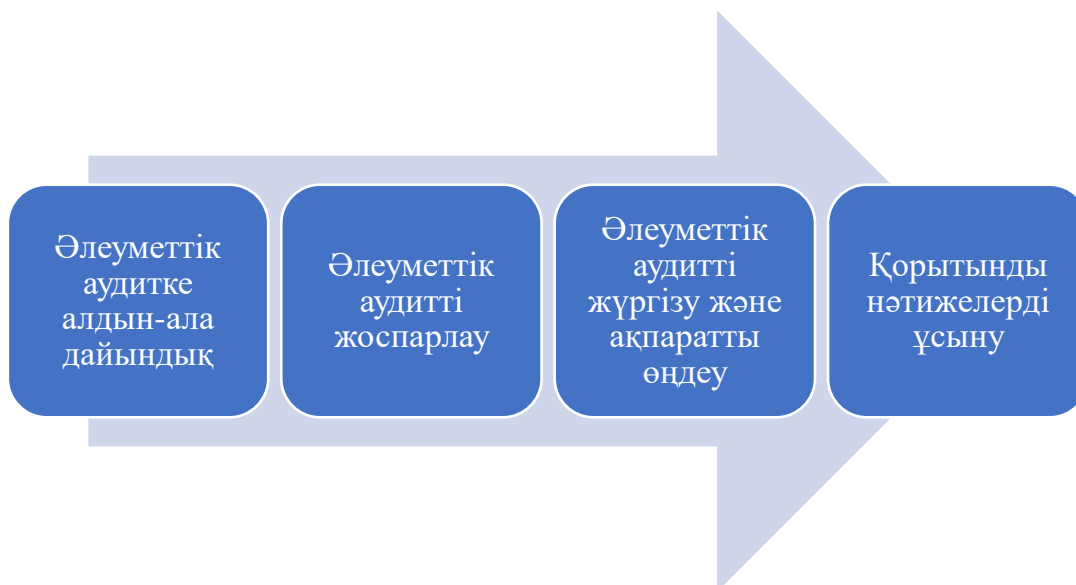 Әлеуметтік
аудитке
алдын-ала
дайындық
Әлеуметтік
аудитті
жоспарлау
Әлеуметтік
аудитті
жүргізу және
ақпаратты
өңдеу
Қорытынды
нәтижелерді
ұсыну